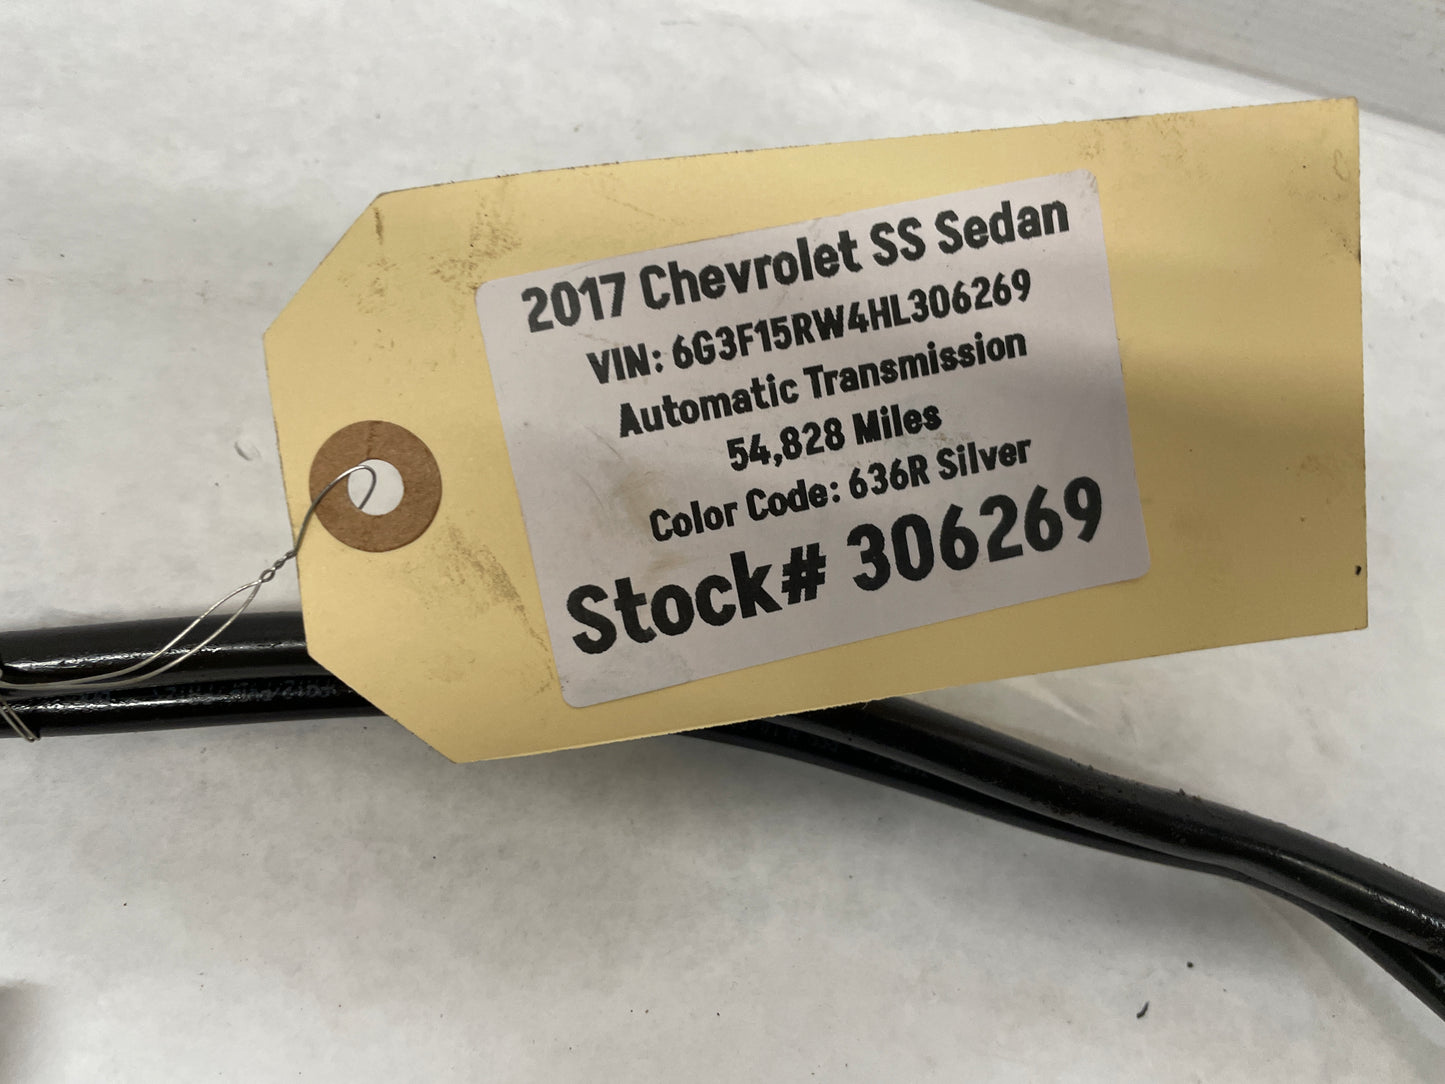 2017 Chevrolet SS Sedan
VIN: 6G3F15RW4HL306269
Automatic Transmission
54,828 Miles
Color Code: 636R Silver
Stock# 306269